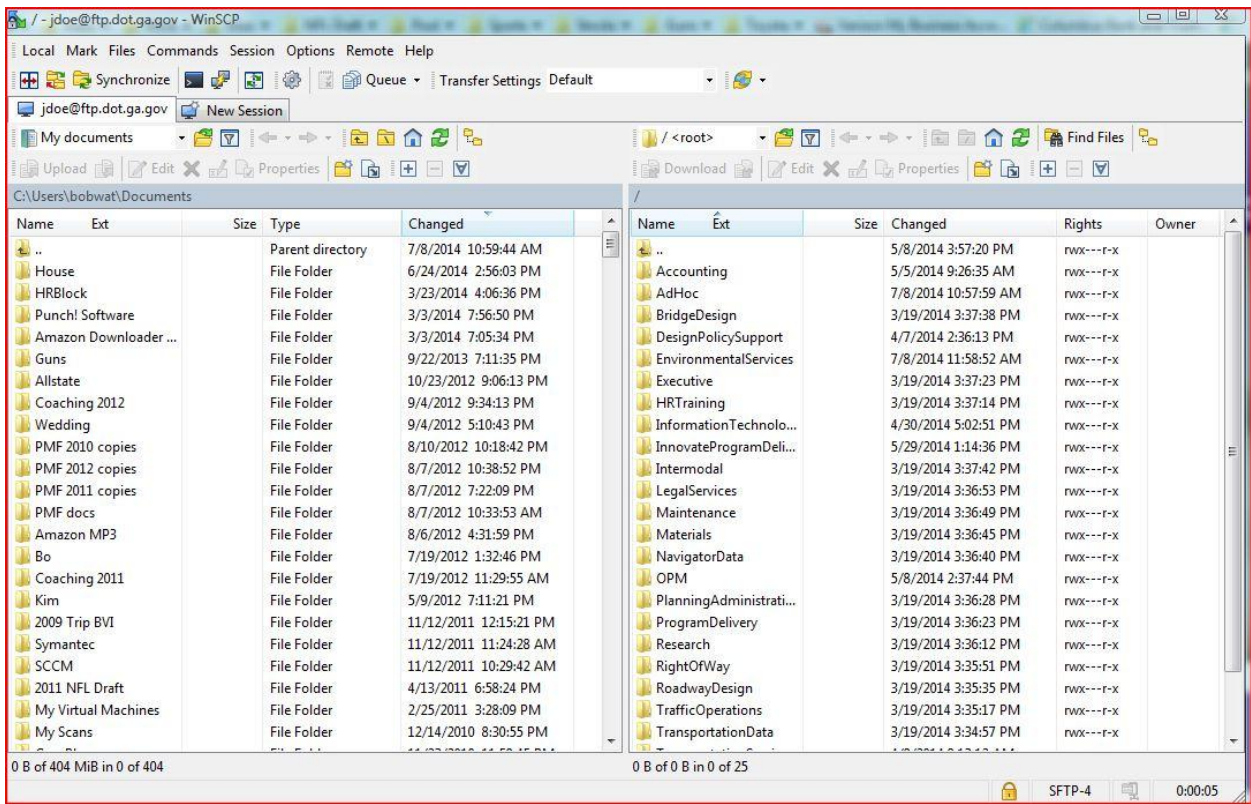 / - jdoe@ftp.dot.ga.gov - WinSCP
Local Mark Files Commands Session Options Remote Help
Synchronize Queue Transfer Settings Default
jdoe@ftp.dot.ga.gov New Session
My documents / <root> Find Files
Upload Edit Properties Download Edit Properties
C:\Users\bobwat\Documents /
Name Ext Size Type Changed Name Ext Size Changed Rights Owner
.. Parent directory 7/8/2014 10:59:44 AM .. 5/8/2014 3:57:20 PM rwx---r-x
House File Folder 6/24/2014 2:56:03 PM Accounting 5/5/2014 9:26:35 AM rwx---r-x
HRBlock File Folder 3/23/2014 4:06:36 PM AdHoc 7/8/2014 10:57:59 AM rwx---r-x
Punch! Software File Folder 3/3/2014 7:56:50 PM BridgeDesign 3/19/2014 3:37:38 PM rwx---r-x
Amazon Downloader ... File Folder 3/3/2014 7:05:34 PM DesignPolicySupport 4/7/2014 2:36:13 PM rwx---r-x
Guns File Folder 9/22/2013 7:11:35 PM EnvironmentalServices 7/8/2014 11:58:52 AM rwx---r-x
Allstate File Folder 10/23/2012 9:06:13 PM Executive 3/19/2014 3:37:23 PM rwx---r-x
Coaching 2012 File Folder 9/4/2012 9:34:13 PM HRTraining 3/19/2014 3:37:14 PM rwx---r-x
Wedding File Folder 9/4/2012 5:10:43 PM InformationTechnolo... 4/30/2014 5:02:51 PM rwx---r-x
PMF 2010 copies File Folder 8/10/2012 10:18:42 PM InnovateProgramDeli... 5/29/2014 1:14:36 PM rwx---r-x
PMF 2012 copies File Folder 8/7/2012 10:38:52 PM Intermodal 3/19/2014 3:37:42 PM rwx---r-x
PMF 2011 copies File Folder 8/7/2012 7:22:09 PM LegalServices 3/19/2014 3:36:53 PM rwx---r-x
PMF docs File Folder 8/7/2012 10:33:53 AM Maintenance 3/19/2014 3:36:49 PM rwx---r-x
Amazon MP3 File Folder 8/6/2012 4:31:59 PM Materials 3/19/2014 3:36:45 PM rwx---r-x
Bo File Folder 7/19/2012 1:32:46 PM NavigatorData 3/19/2014 3:36:40 PM rwx---r-x
Coaching 2011 File Folder 7/19/2012 11:29:55 AM OPM 5/8/2014 2:37:44 PM rwx---r-x
Kim File Folder 5/9/2012 7:11:21 PM PlanningAdministrati... 3/19/2014 3:36:28 PM rwx---r-x
2009 Trip BVI File Folder 11/12/2011 12:15:21 PM ProgramDelivery 3/19/2014 3:36:23 PM rwx---r-x
Symantec File Folder 11/12/2011 11:24:28 AM Research 3/19/2014 3:36:12 PM rwx---r-x
SCCM File Folder 11/12/2011 10:29:42 AM RightOfWay 3/19/2014 3:35:51 PM rwx---r-x
2011 NFL Draft File Folder 4/13/2011 6:58:24 PM RoadwayDesign 3/19/2014 3:35:35 PM rwx---r-x
My Virtual Machines File Folder 2/25/2011 3:28:09 PM TrafficOperations 3/19/2014 3:35:17 PM rwx---r-x
My Scans File Folder 12/14/2010 8:30:55 PM TransportationData 3/19/2014 3:34:57 PM rwx---r-x
0 B of 404 MiB in 0 of 404 0 B of 0 B in 0 of 25
SFTP-4 0:00:05